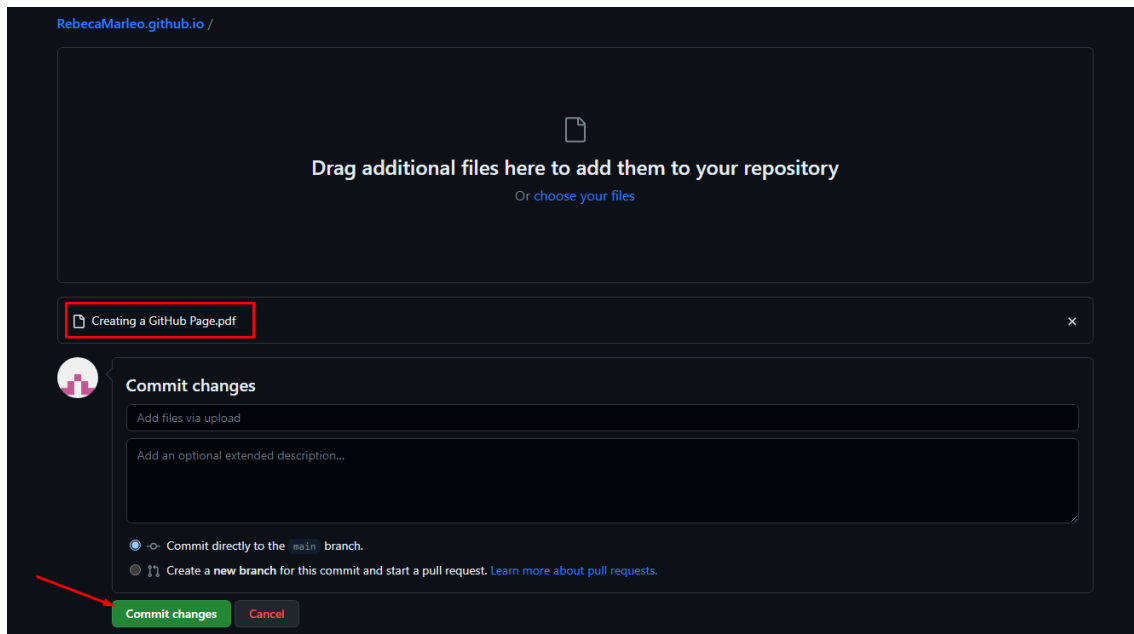 RebecaMarleo.github.io /
Drag additional files here to add them to your repository
Or choose your files
Creating a GitHub Page.pdf
Commit changes
Add files via upload
Add an optional extended description...
Commit directly to the main branch.
Create a new branch for this commit and start a pull request. Learn more about pull requests.
Commit changes Cancel